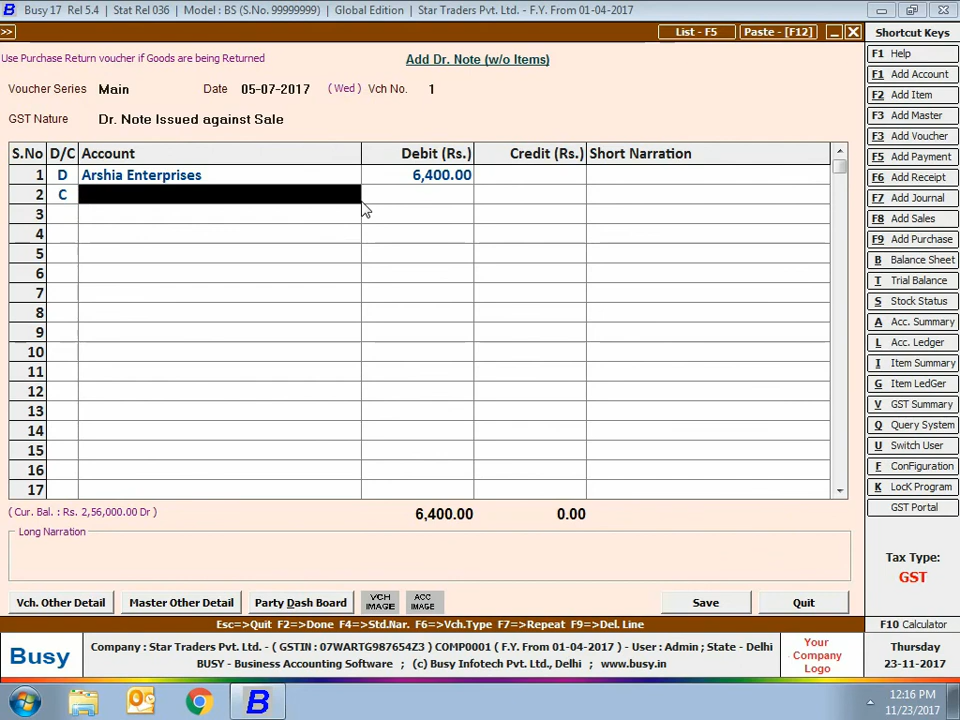 Busy 17 Rel 5.4 | Stat Rel 036 | Model : BS (S.No. 99999999) | Global Edition | Star Traders Pvt. Ltd. - F.Y. From 01-04-2017
>> List - F5 Paste - [F12]
Use Purchase Return voucher if Goods are being Returned
Add Dr. Note (w/o Items)
Voucher Series Main Date 05-07-2017 (Wed) Vch No. 1
GST Nature Dr. Note Issued against Sale
S.No D/C Account Debit (Rs.) Credit (Rs.) Short Narration
1 D Arshia Enterprises 6,400.00
2 C
3
4
5
6
7
8
9
10
11
12
13
14
15
16
17
( Cur. Bal. : Rs. 2,56,000.00 Dr ) 6,400.00 0.00
Long Narration
Vch. Other Detail Master Other Detail Party Dash Board VCH IMAGE ACC IMAGE Save Quit
Esc=>Quit F2=>Done F4=>Std.Nar. F6=>Vch.Type F7=>Repeat F9=>Del. Line
Busy
Company : Star Traders Pvt. Ltd. - ( GSTIN : 07WARTG987654Z3 ) - COMP0001 ( F.Y. From 01-04-2017 ) - User : Admin ; State - Delhi
BUSY - Business Accounting Software ; (c) Busy Infotech Pvt. Ltd., Delhi ; www.busy.in
Your
Company
Logo
Shortcut Keys
F1 Help
F1 Add Account
F2 Add Item
F3 Add Master
F3 Add Voucher
F5 Add Payment
F6 Add Receipt
F7 Add Journal
F8 Add Sales
F9 Add Purchase
B Balance Sheet
T Trial Balance
S Stock Status
A Acc. Summary
L Acc. Ledger
I Item Summary
G Item LedGer
V GST Summary
Q Query System
U Switch User
F ConFiguration
K LocK Program
GST Portal
Tax Type:
GST
F10 Calculator
Thursday
23-11-2017
B
12:16 PM
11/23/2017